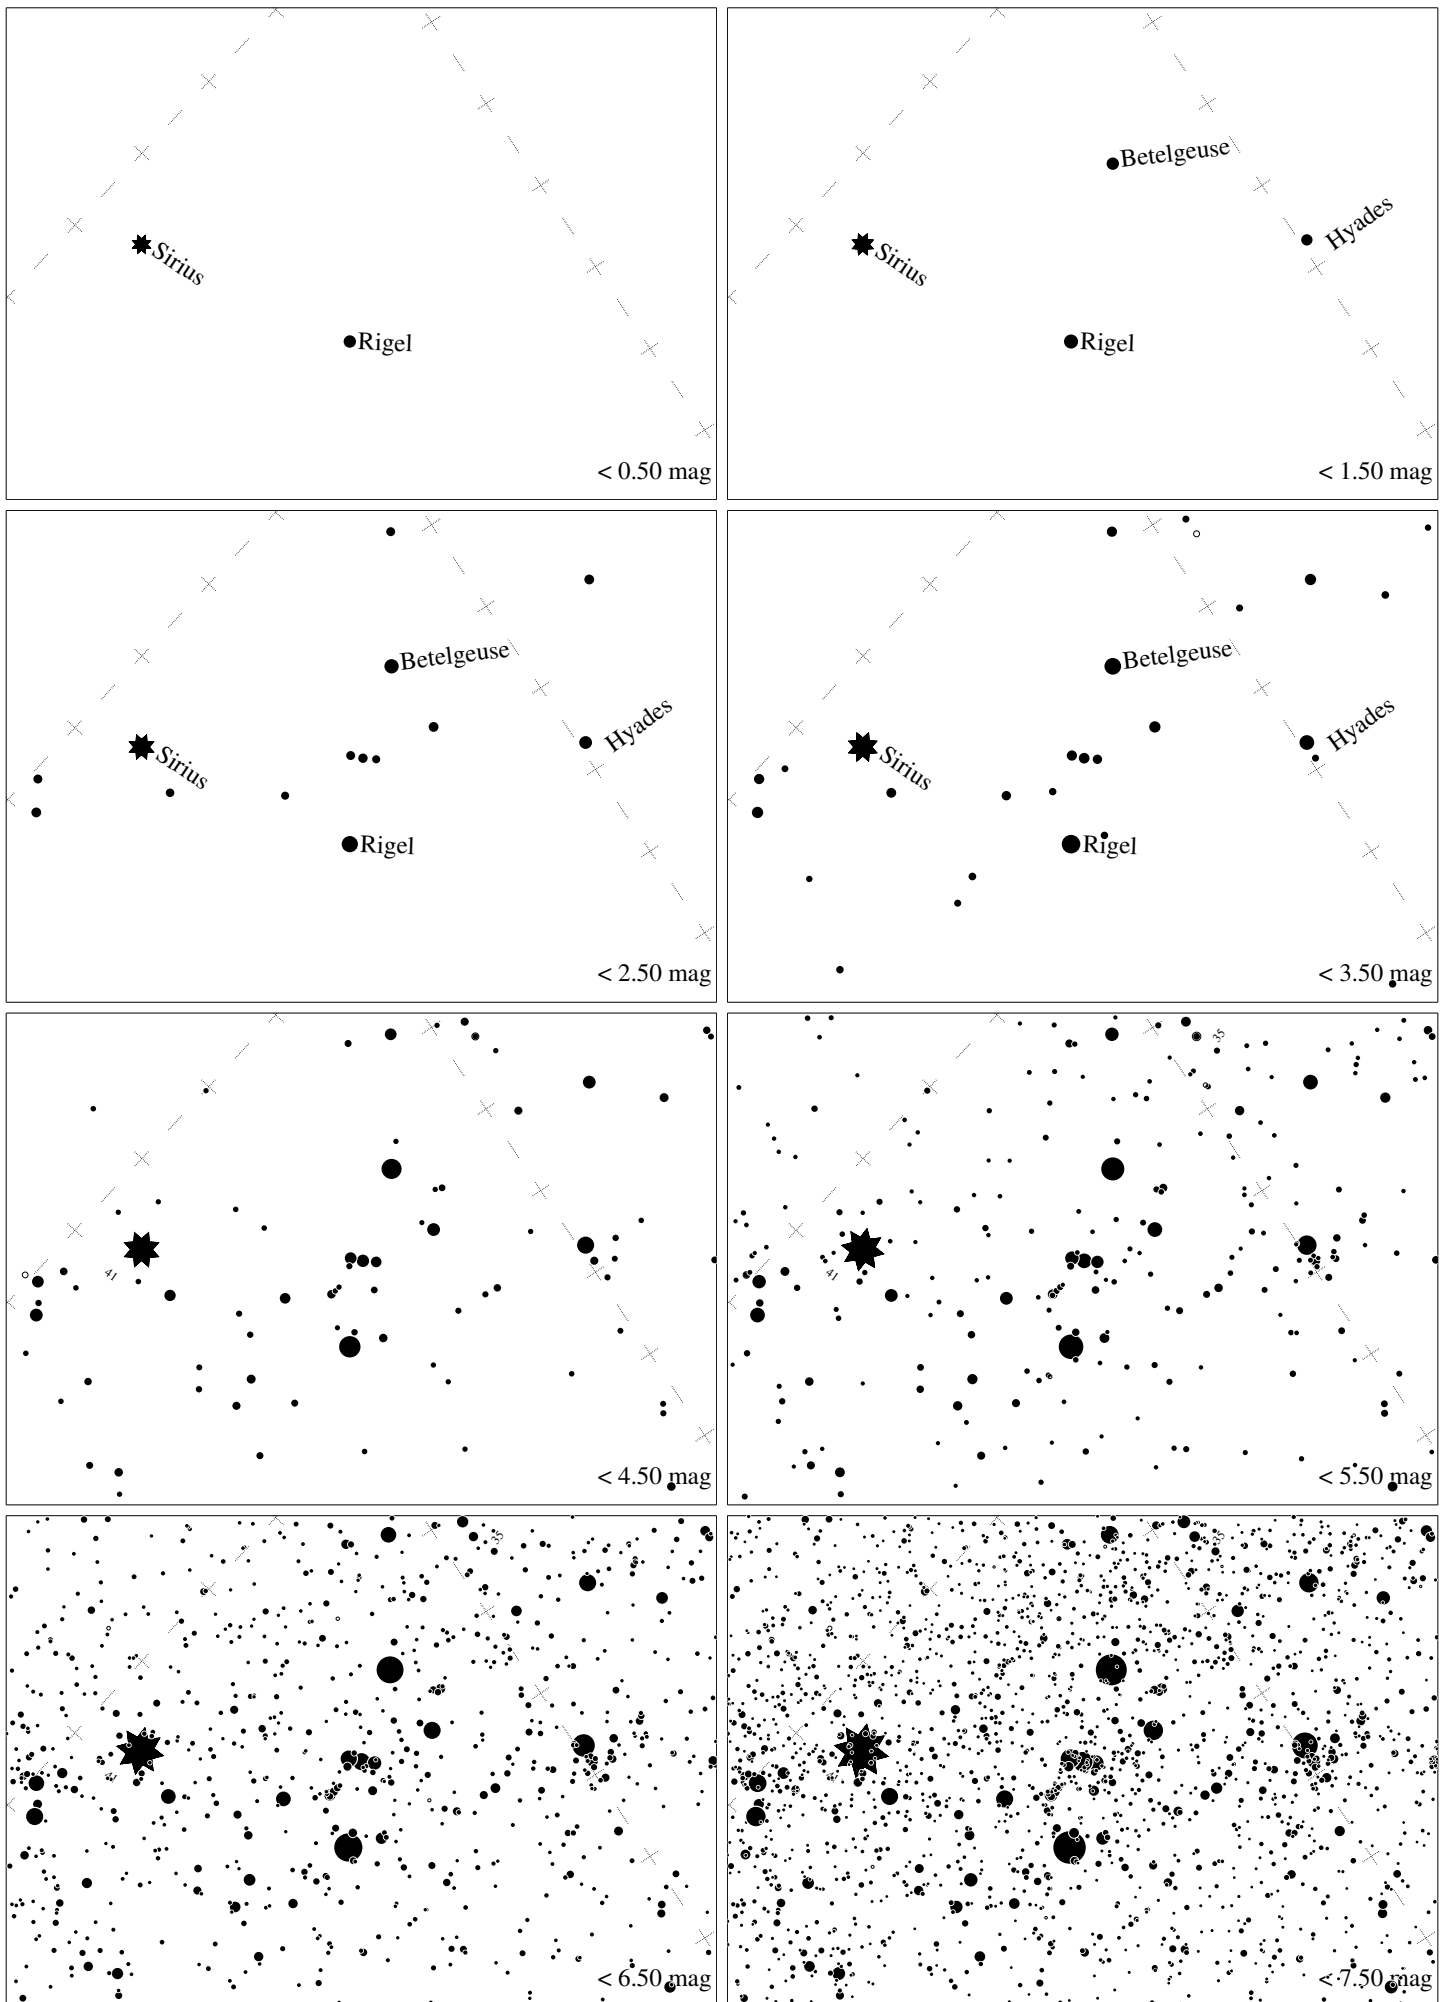 Sirius
Rigel
< 0.50 mag
Betelgeuse
Hyades
Sirius
Rigel
< 1.50 mag
Betelgeuse
Hyades
Sirius
Rigel
< 2.50 mag
Betelgeuse
Hyades
Sirius
Rigel
< 3.50 mag
41
< 4.50 mag
35
41
< 5.50 mag
35
< 6.50 mag
35
< 7.50 mag